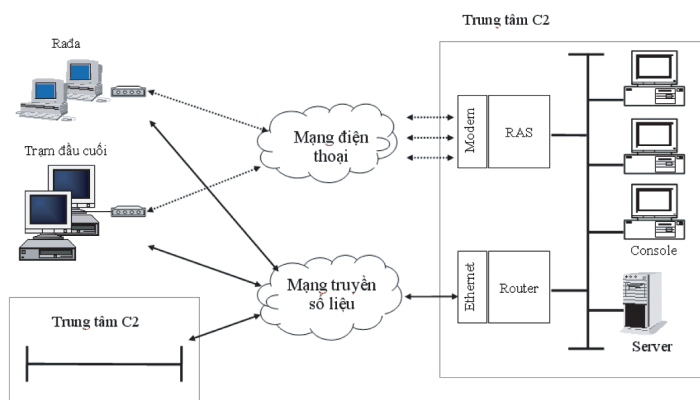 Trung tâm C2
Rađa
Trạm đầu cuối
Mạng điện
thoại
Modem
RAS
Console
Mạng truyền
số liệu
Ethernet
Router
Server
Trung tâm C2